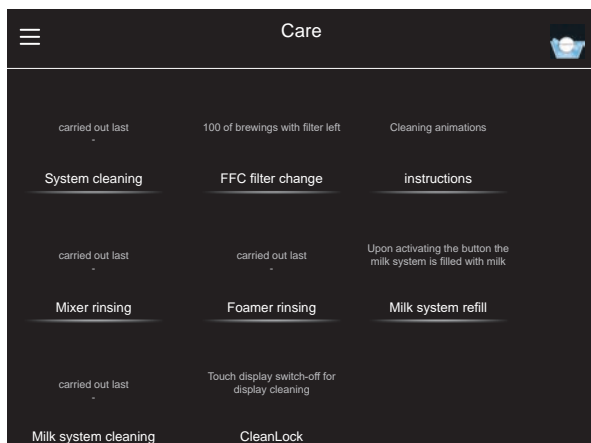 Care
carried out last
-
System cleaning
100 of brewings with filter left
FFC filter change
Cleaning animations
instructions
carried out last
-
Mixer rinsing
carried out last
-
Foamer rinsing
Upon activating the button the
milk system is filled with milk
Milk system refill
carried out last
-
Milk system cleaning
Touch display switch-off for
display cleaning
CleanLock